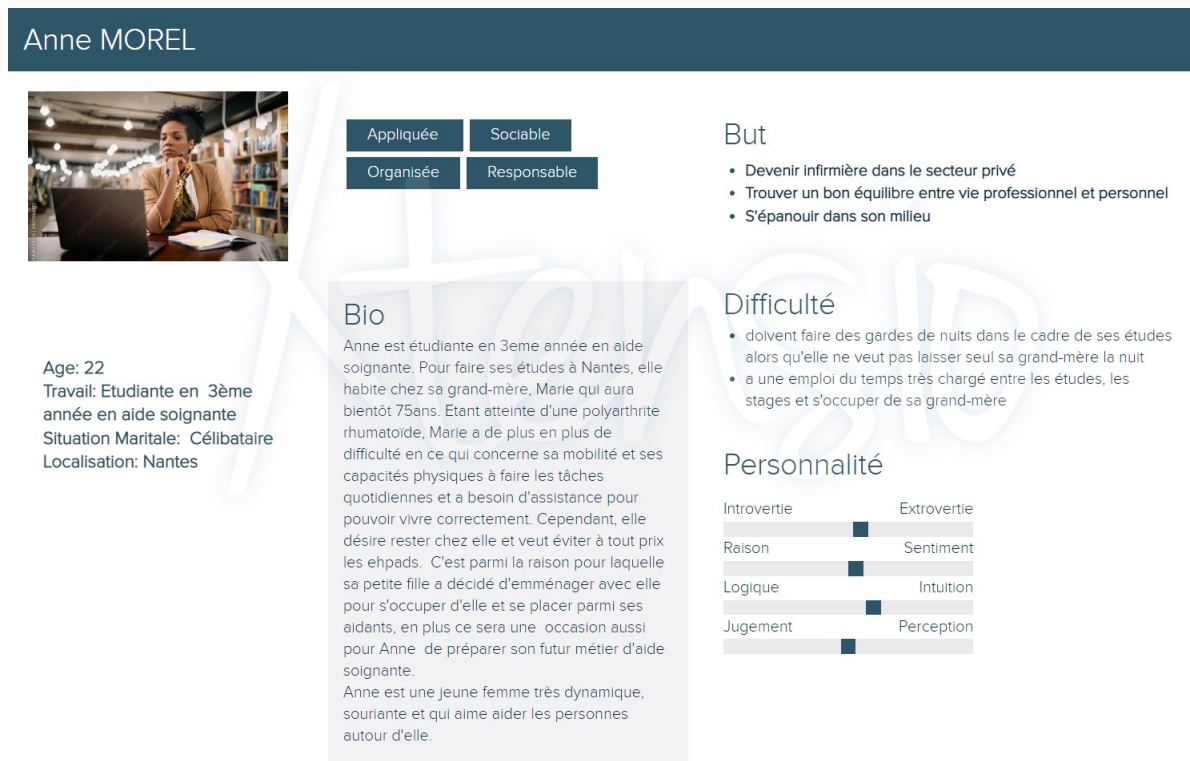 Anne MOREL
Appliquée
Sociable
Organisée
Responsable
But
Devenir infirmière dans le secteur privé
Trouver un bon équilibre entre vie professionnel et personnel
S'épanouir dans son milieu
Age: 22
Travail: Etudiante en 3ème
année en aide soignante
Situation Maritale: Célibataire
Localisation: Nantes
Bio
Anne est étudiante en 3eme année en aide
soignante. Pour faire ses études à Nantes, elle
habite chez sa grand-mère, Marie qui aura
bientôt 75ans. Etant atteinte d'une polyarthrite
rhumatoïde, Marie a de plus en plus de
difficulté en ce qui concerne sa mobilité et ses
capacités physiques à faire les tâches
quotidiennes et a besoin d'assistance pour
pouvoir vivre correctement. Cependant, elle
désire rester chez elle et veut éviter à tout prix
les ehpads. C'est parmi la raison pour laquelle
sa petite fille a décidé d'emménager avec elle
pour s'occuper d'elle et se placer parmi ses
aidants, en plus ce sera une occasion aussi
pour Anne de préparer son futur métier d'aide
soignante.
Anne est une jeune femme très dynamique,
souriante et qui aime aider les personnes
autour d'elle.
Difficulté
doivent faire des gardes de nuits dans le cadre de ses études
alors qu'elle ne veut pas laisser seul sa grand-mère la nuit
a une emploi du temps très chargé entre les études, les
stages et s'occuper de sa grand-mère
Personnalité
Introvertie Extrovertie
Raison Sentiment
Logique Intuition
Jugement Perception
Xtensio